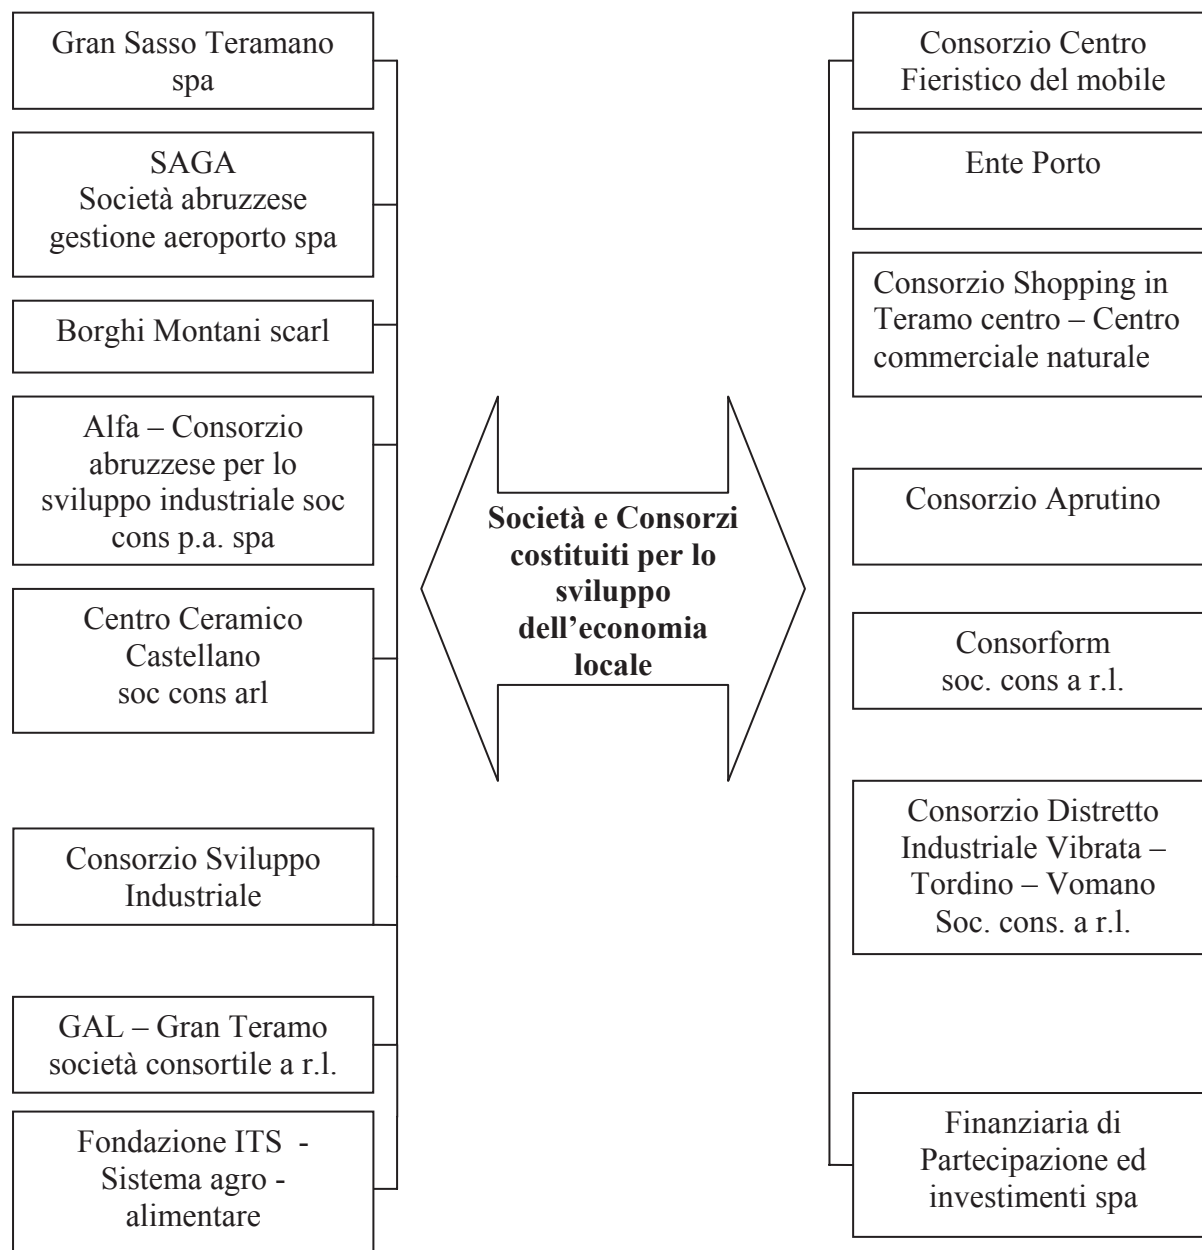 Gran Sasso Teramano
spa
SAGA
Società abruzzese
gestione aeroporto spa
Borghi Montani scarl
Alfa – Consorzio
abruzzese per lo
sviluppo industriale soc
cons p.a. spa
Centro Ceramico
Castellano
soc cons arl
Consorzio Sviluppo
Industriale
GAL – Gran Teramo
società consortile a r.l.
Fondazione ITS -
Sistema agro -
alimentare
Società e Consorzi
costituiti per lo
sviluppo
dell’economia
locale
Consorzio Centro
Fieristico del mobile
Ente Porto
Consorzio Shopping in
Teramo centro – Centro
commerciale naturale
Consorzio Aprutino
Consorform
soc. cons a r.l.
Consorzio Distretto
Industriale Vibrata –
Tordino – Vomano
Soc. cons. a r.l.
Finanziaria di
Partecipazione ed
investimenti spa